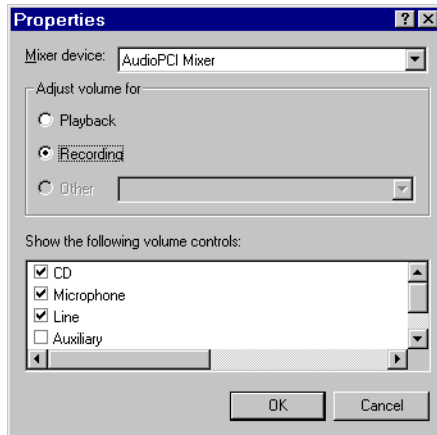 Properties
Mixer device: AudioPCI Mixer
Adjust volume for
Playback
Recording
Other
Show the following volume controls:
CD
Microphone
Line
Auxiliary
OK Cancel